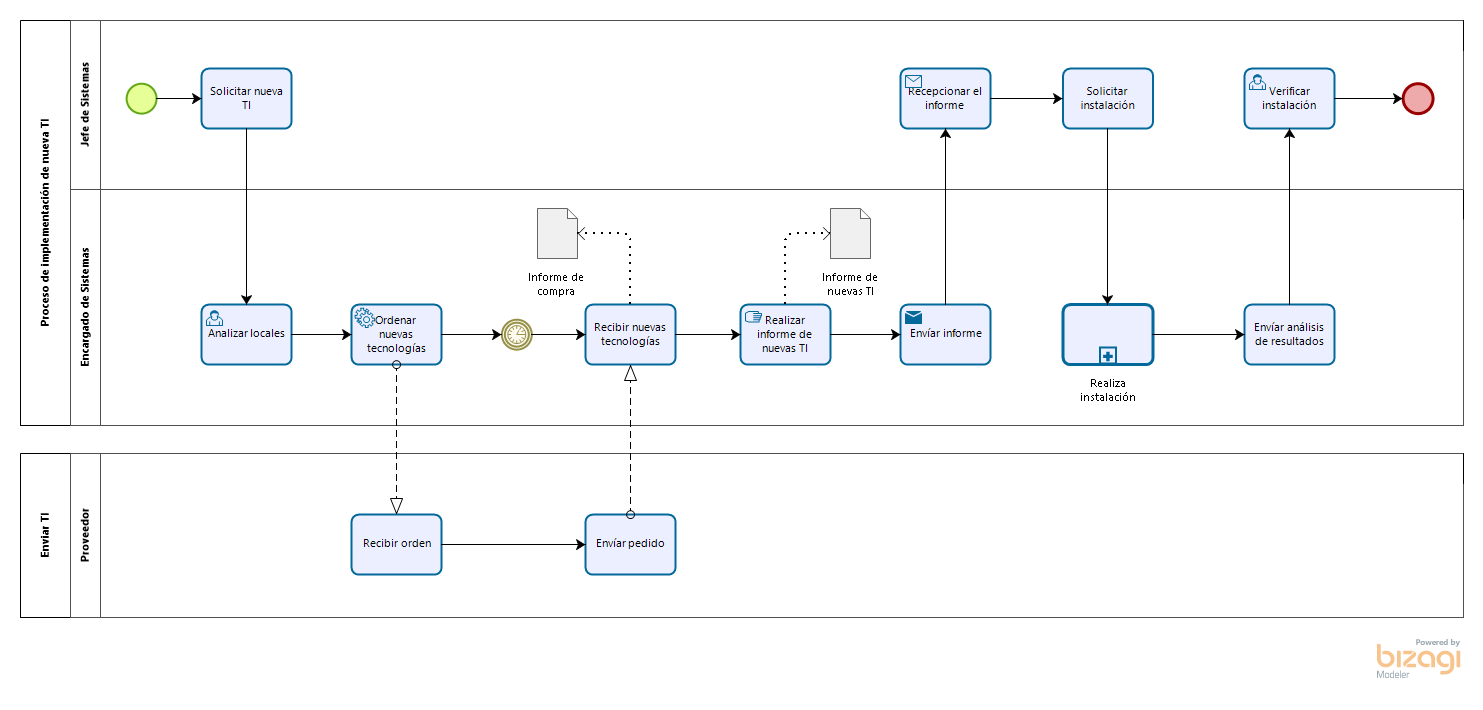 Proceso de implementación de nueva TI
Jefe de Sistemas
Solicitar nueva
TI
Recepcionar el
informe
Solicitar
instalación
Verificar
instalación
Encargado de Sistemas
Informe de
compra
Informe de
nuevas TI
Analizar locales
Ordenar
nuevas
tecnologías
Recibir nuevas
tecnologías
Realizar
informe de
nuevas TI
Envíar informe
Realiza
instalación
Envíar análisis
de resultados
Enviar TI
Proveedor
Recibir orden
Envíar pedido
Powered by
bizagi
Modeler